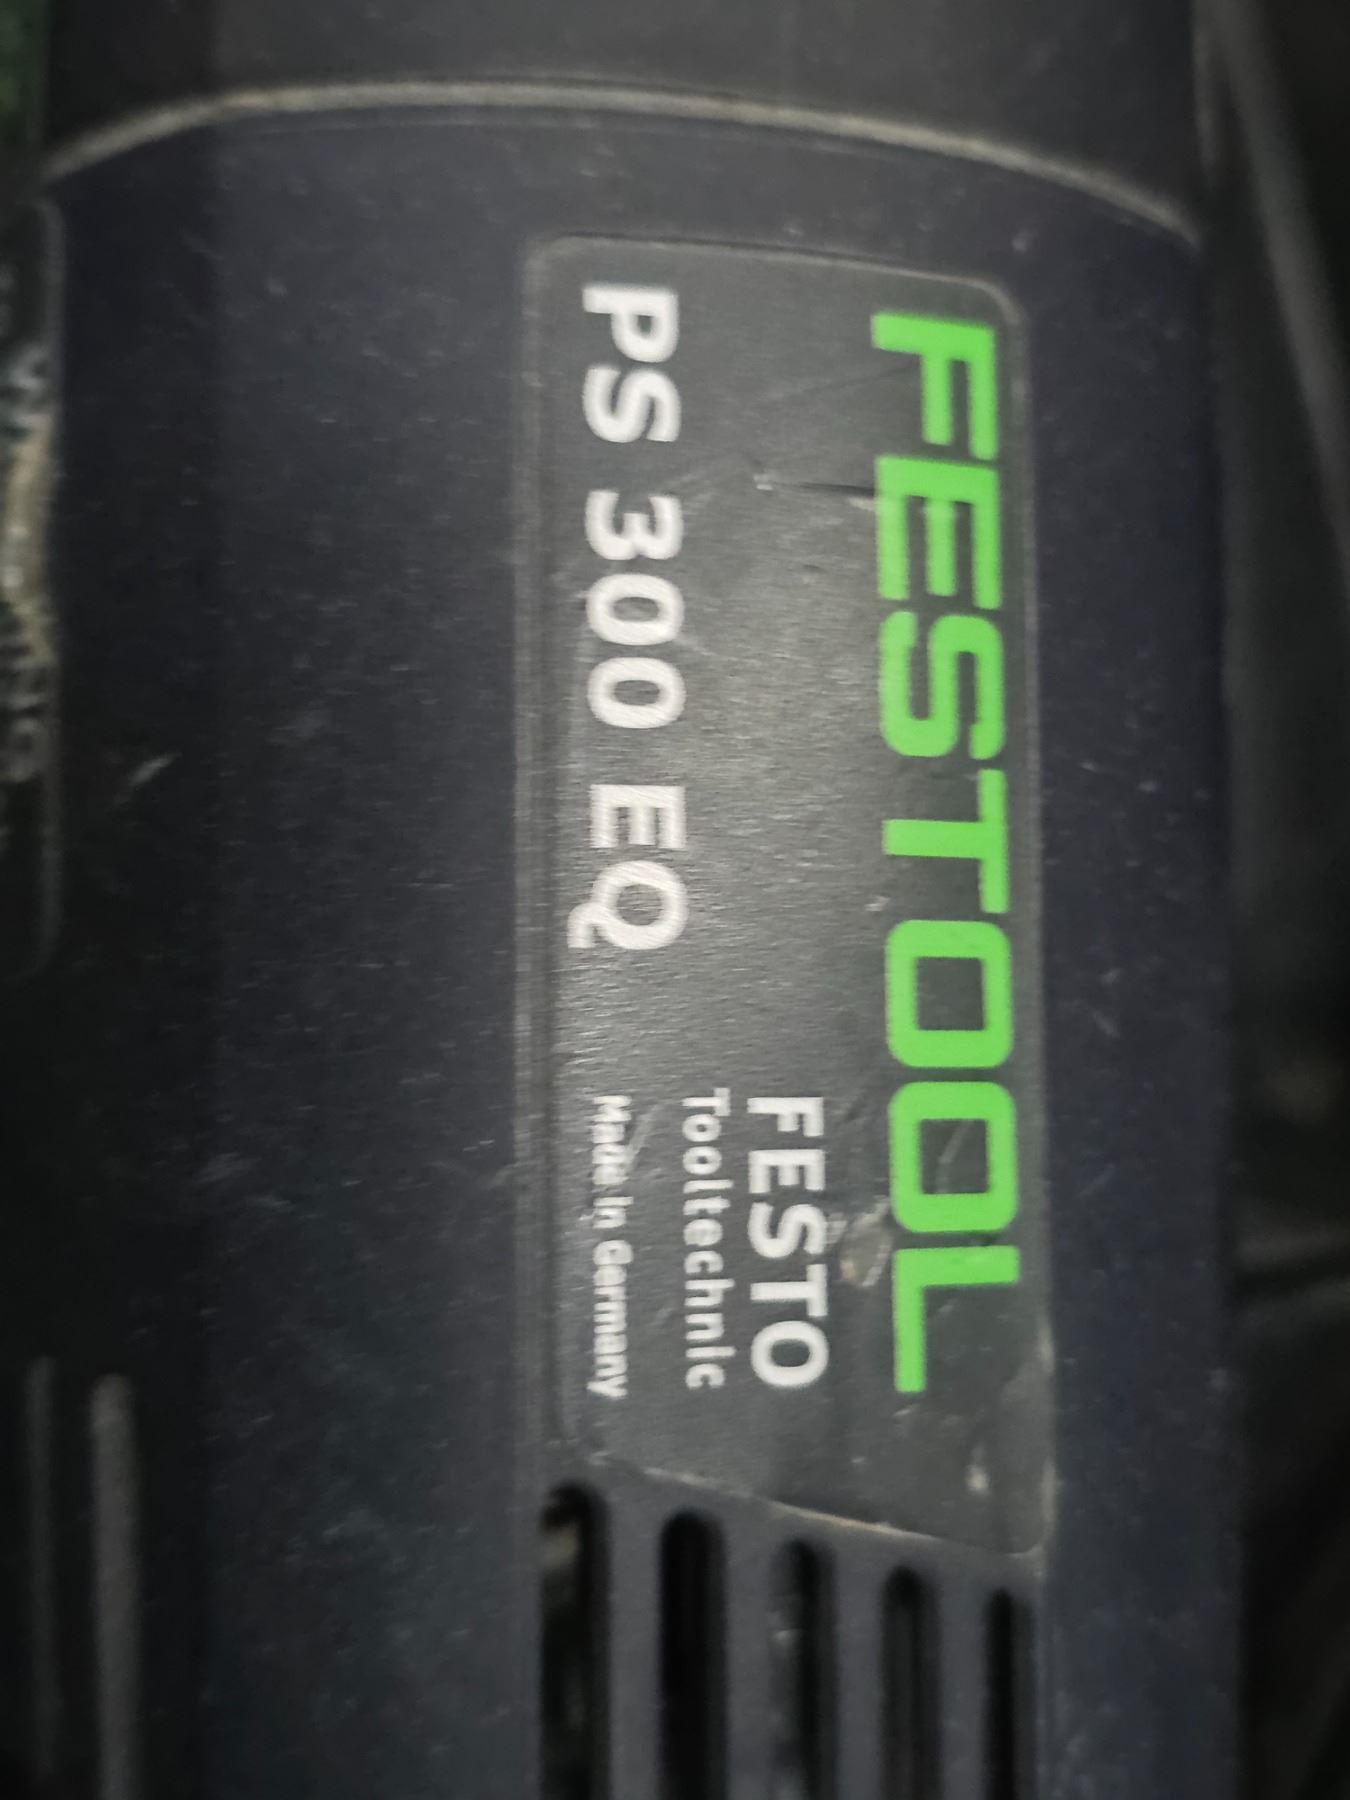 FESTOOL
FESTO
Tooltechnic
PS 300 EQ
Made in Germany